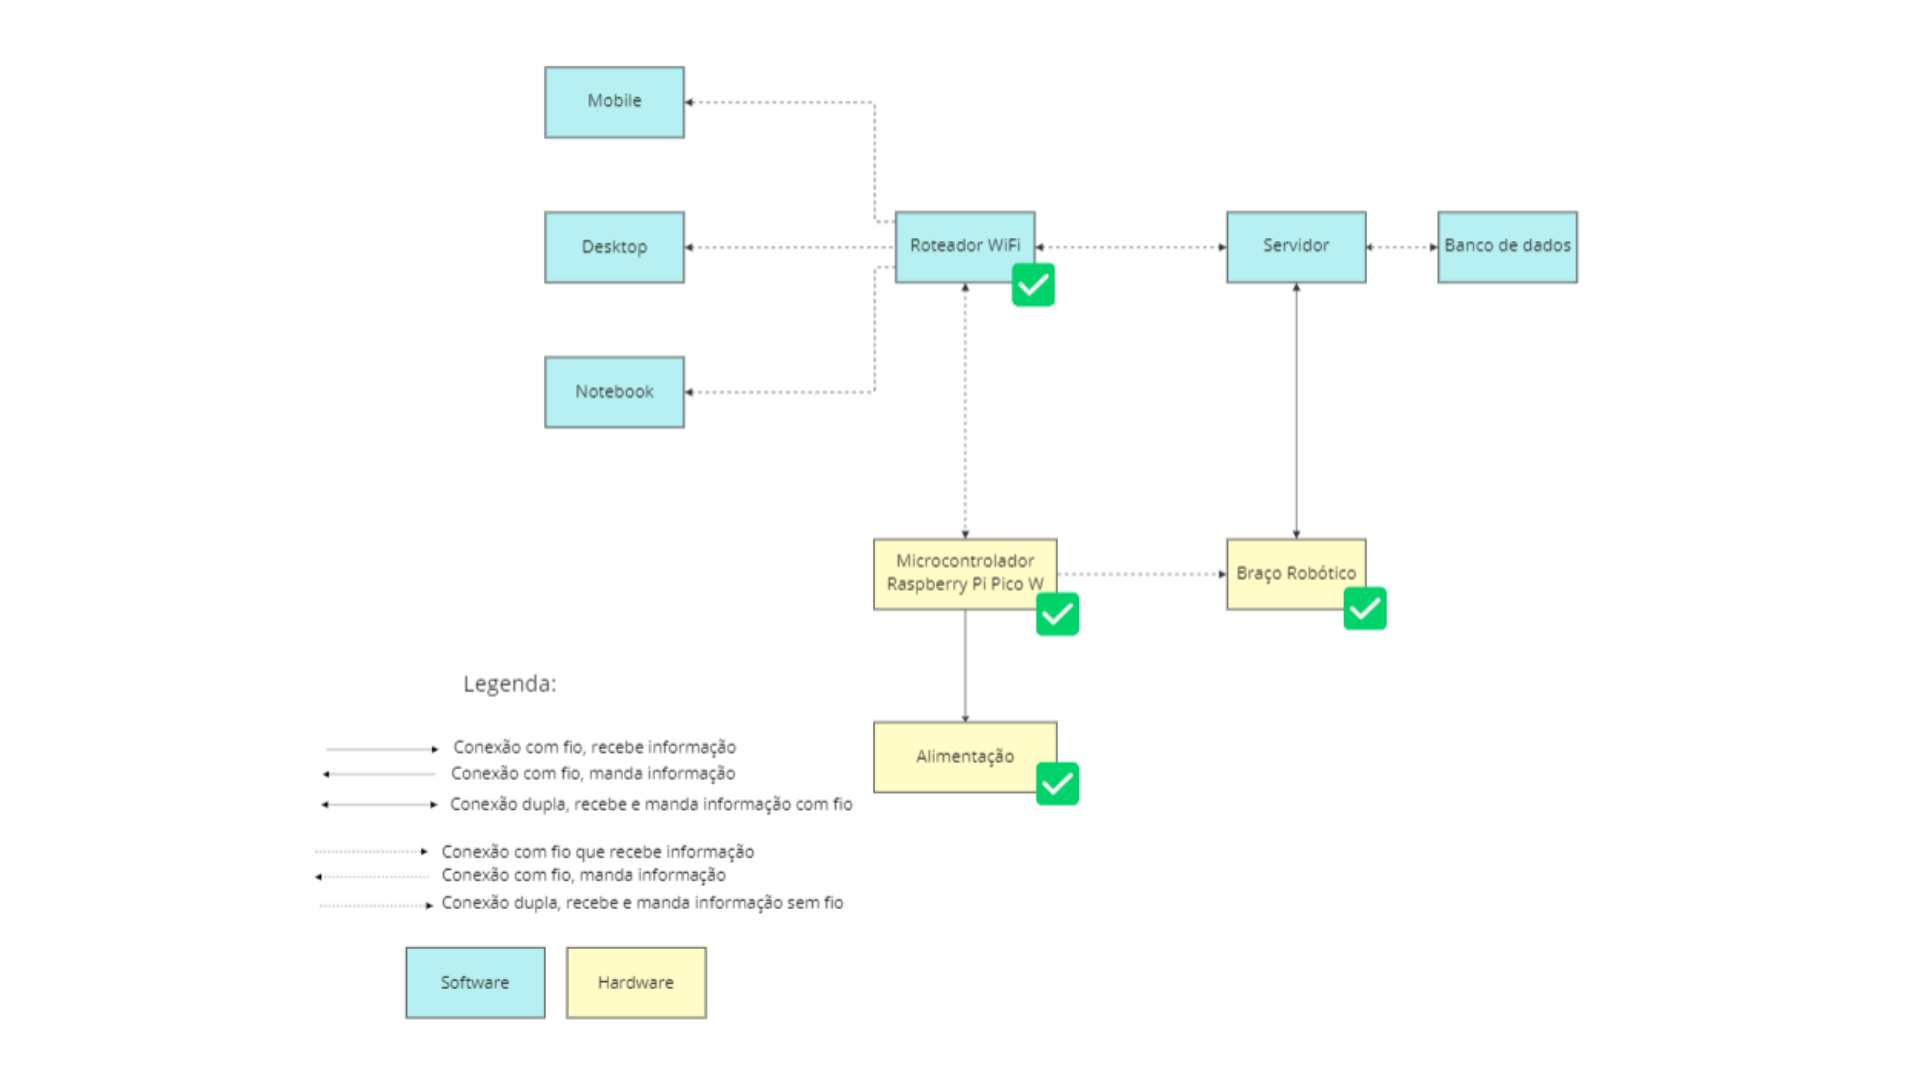 Mobile
Desktop
Roteador WiFi
Servidor
Banco de dados
Notebook
Microcontrolador
Raspberry Pi Pico W
Braço Robótico
Alimentação
Legenda:
Conexão com fio, recebe informação
Conexão com fio, manda informação
Conexão dupla, recebe e manda informação com fio
Conexão com fio que recebe informação
Conexão com fio, manda informação
Conexão dupla, recebe e manda informação sem fio
Software
Hardware